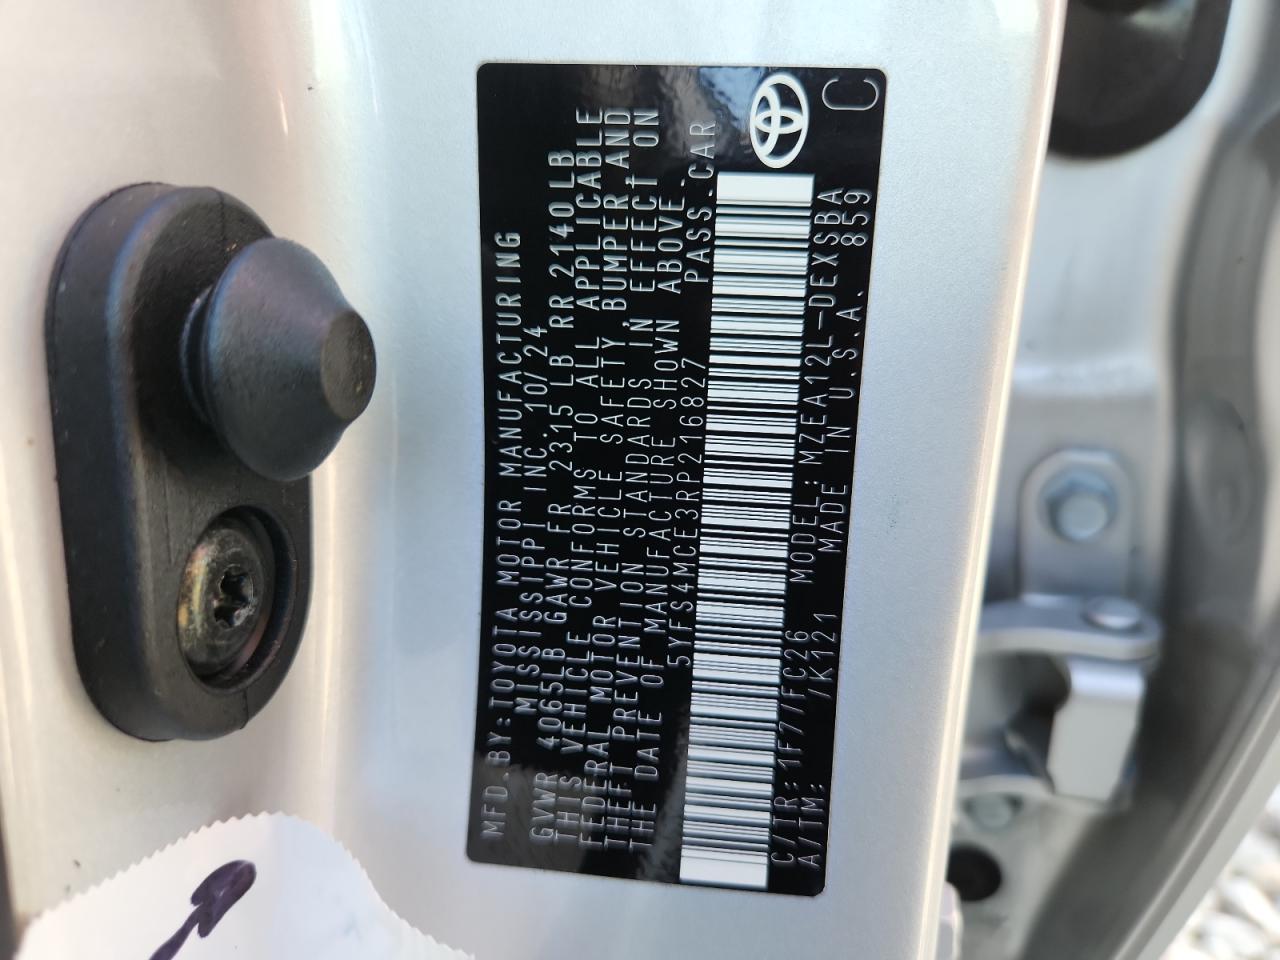 MFD.BY:TOYOTA MOTOR MANUFACTURING
MISSISSIPPI INC. 10/24
GVWR 4065LB GAWR FR 2315 LB RR 2140LB
THIS VEHICLE CONFORMS TO ALL APPLICABLE
FEDERAL MOTOR VEHICLE SAFETY, BUMPER AND
THEFT PREVENTION STANDARDS IN EFFECT ON
THE DATE OF MANUFACTURE SHOWN ABOVE.
5YFS4MCE3RP216827 PASS.CAR
C/TR:1F7/FC26 MODEL:MZEA12L-DEXSBA
A/TM: /K121 MADE IN U.S.A. 859
C